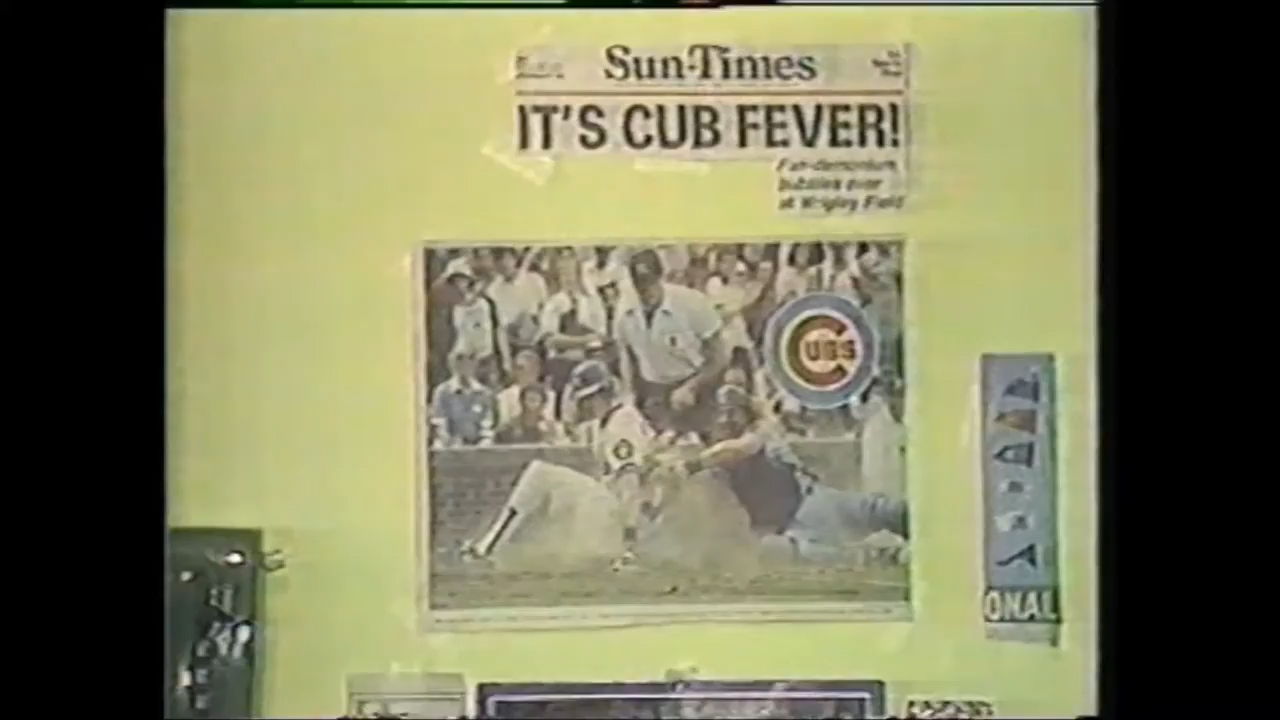 Sun-Times
IT'S CUB FEVER!
Fan-demonium
bubbles over
at Wrigley Field
CUBS
ONAL